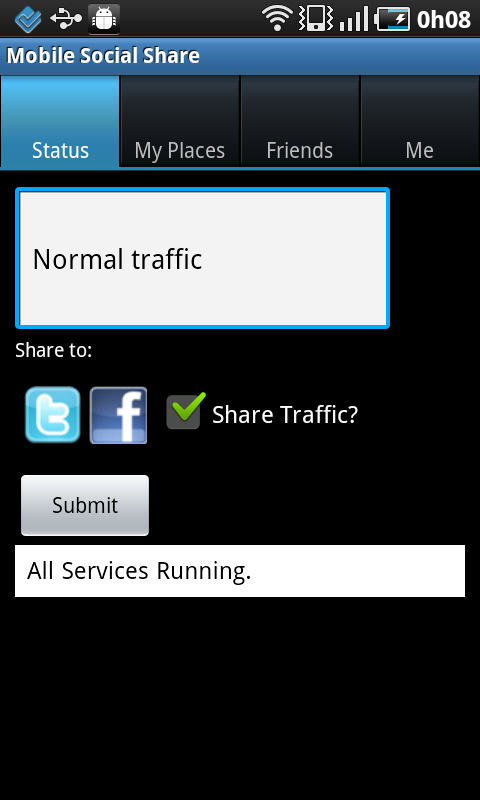 0h08
Mobile Social Share
Status
My Places
Friends
Me
Normal traffic
Share to:
Share Traffic?
Submit
All Services Running.